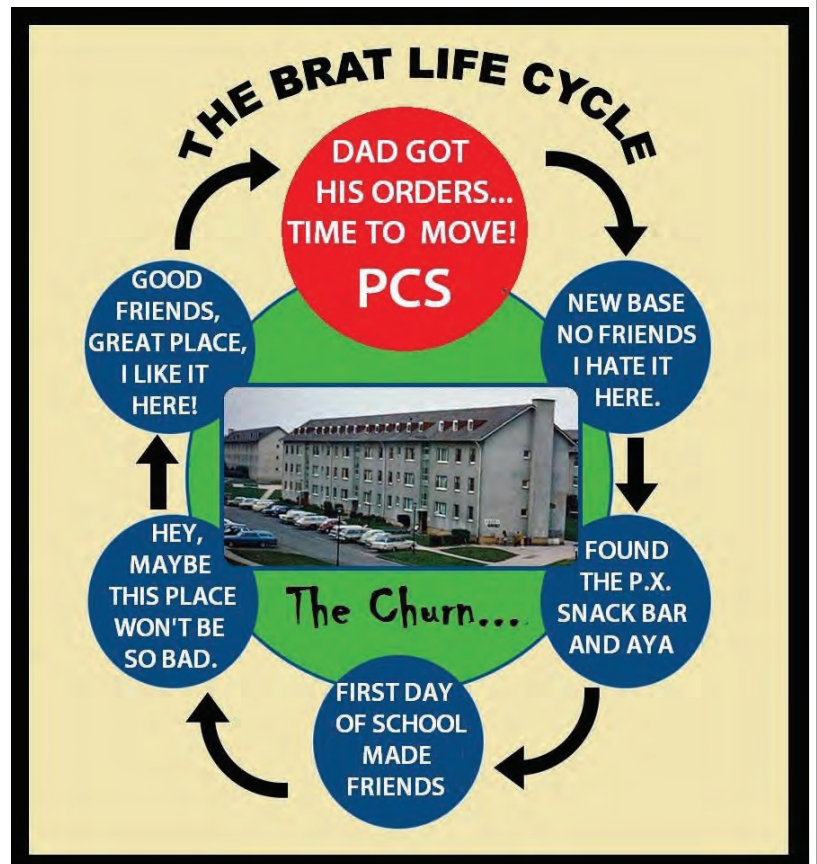 THE BRAT LIFE CYCLE
DAD GOT
HIS ORDERS...
TIME TO MOVE!
PCS
NEW BASE
NO FRIENDS
I HATE IT
HERE.
FOUND
THE P.X.
SNACK BAR
AND AYA
FIRST DAY
OF SCHOOL
MADE
FRIENDS
HEY,
MAYBE
THIS PLACE
WON'T BE
SO BAD.
GOOD
FRIENDS,
GREAT PLACE,
I LIKE IT
HERE!
The Churn...